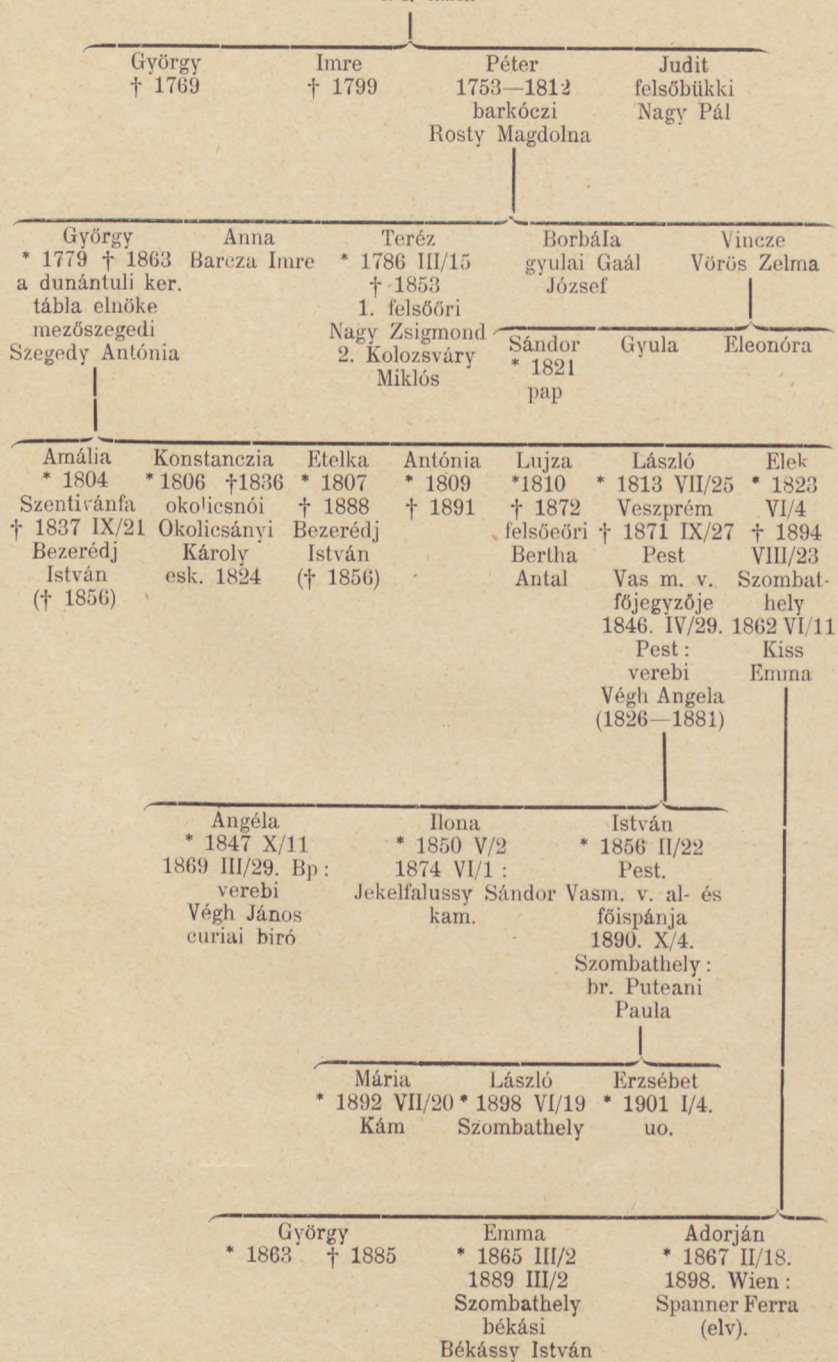 György
† 1769
Imre
† 1799
Péter
1753—1812
barkóczi
Rosty Magdolna
Judit
felsőbükki
Nagy Pál
György
* 1779 † 1863
a dunántuli ker.
tábla elnöke
mezőszegedi
Szegedy Antónia
Anna
Barcza Imre
Teréz
* 1786 III/15
† 1853
1. felsőőri
Nagy Zsigmond
2. Kolozsváry
Miklós
Borbála
gyulai Gaál
József
Vincze
Vörös Zelma
Sándor
* 1821
pap
Gyula
Eleonóra
Amália
* 1804
Szentivánfa
† 1837 IX/21
Bezerédj
István
(† 1856)
Konstanczia
*1806 †1836
okolicsnói
Okolicsányi
Károly
esk. 1824
Etelka
* 1807
† 1888
Bezerédj
István
(† 1856)
Antónia
* 1809
† 1891
Lujza
*1810
† 1872
felsőeőri
Bertha
Antal
László
* 1813 VII/25
Veszprém
† 1871 IX/27
Pest
Vas m. v.
főjegyzője
1846. IV/29.
Pest :
verebi
Végh Angela
(1826—1881)
Elek
* 1823
VI/4
† 1894
VIII/23
Szombat-
hely
1862 VI/11
Kiss
Emma
Angéla
* 1847 X/11
1869 III/29. Bp :
verebi
Végh János
curiai biró
Ilona
* 1850 V/2
1874 VI/1 :
Jekelfalussy Sándor
kam.
István
* 1856 II/22
Pest.
Vasm. v. al- és
főispánja
1890. X/4.
Szombathely :
br. Puteani
Paula
Mária
* 1892 VII/20
Kám
László
* 1898 VI/19
Szombathely
Erzsébet
* 1901 I/4.
uo.
György
* 1863 † 1885
Emma
* 1865 III/2
1889 III/2
Szombathely
békási
Békássy István
Adorján
* 1867 II/18.
1898. Wien :
Spanner Ferra
(elv).